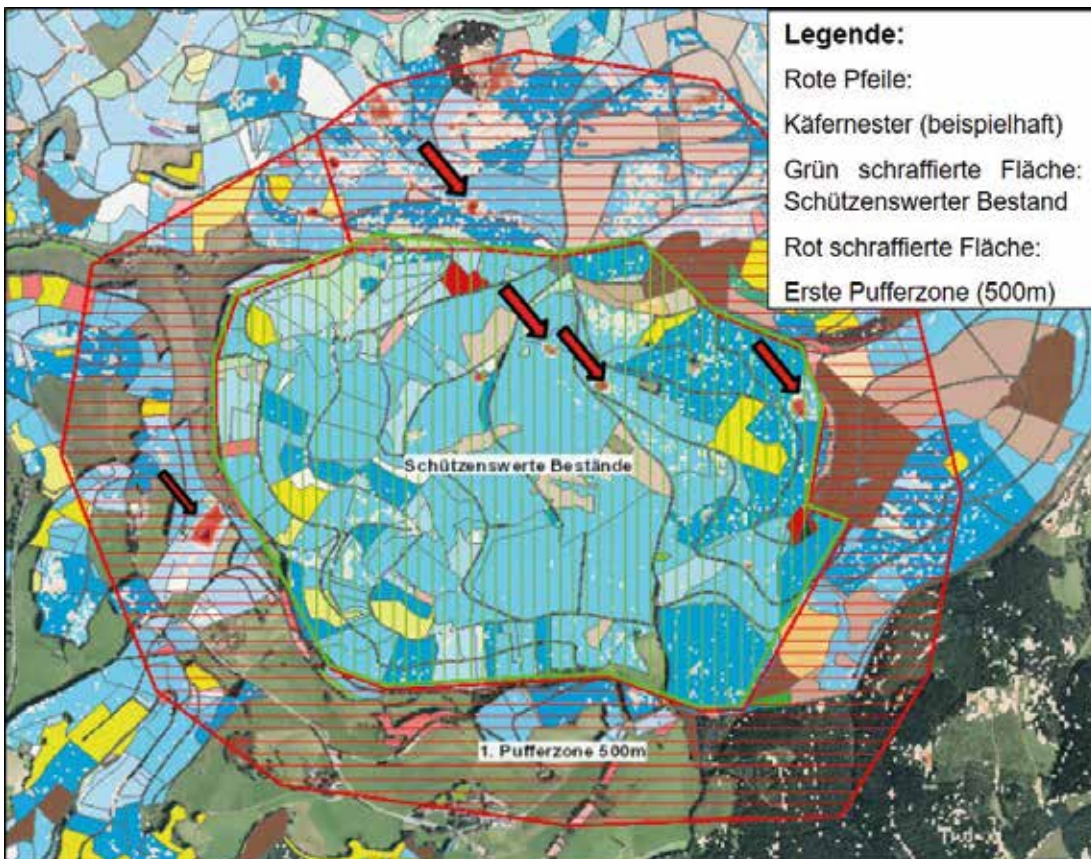 Legende:
Rote Pfeile:
Käfernester (beispielhaft)
Grün schraffierte Fläche:
Schützenswerter Bestand
Rot schraffierte Fläche:
Erste Pufferzone (500m)
Schützenswerte Bestände
1. Pufferzone 500m